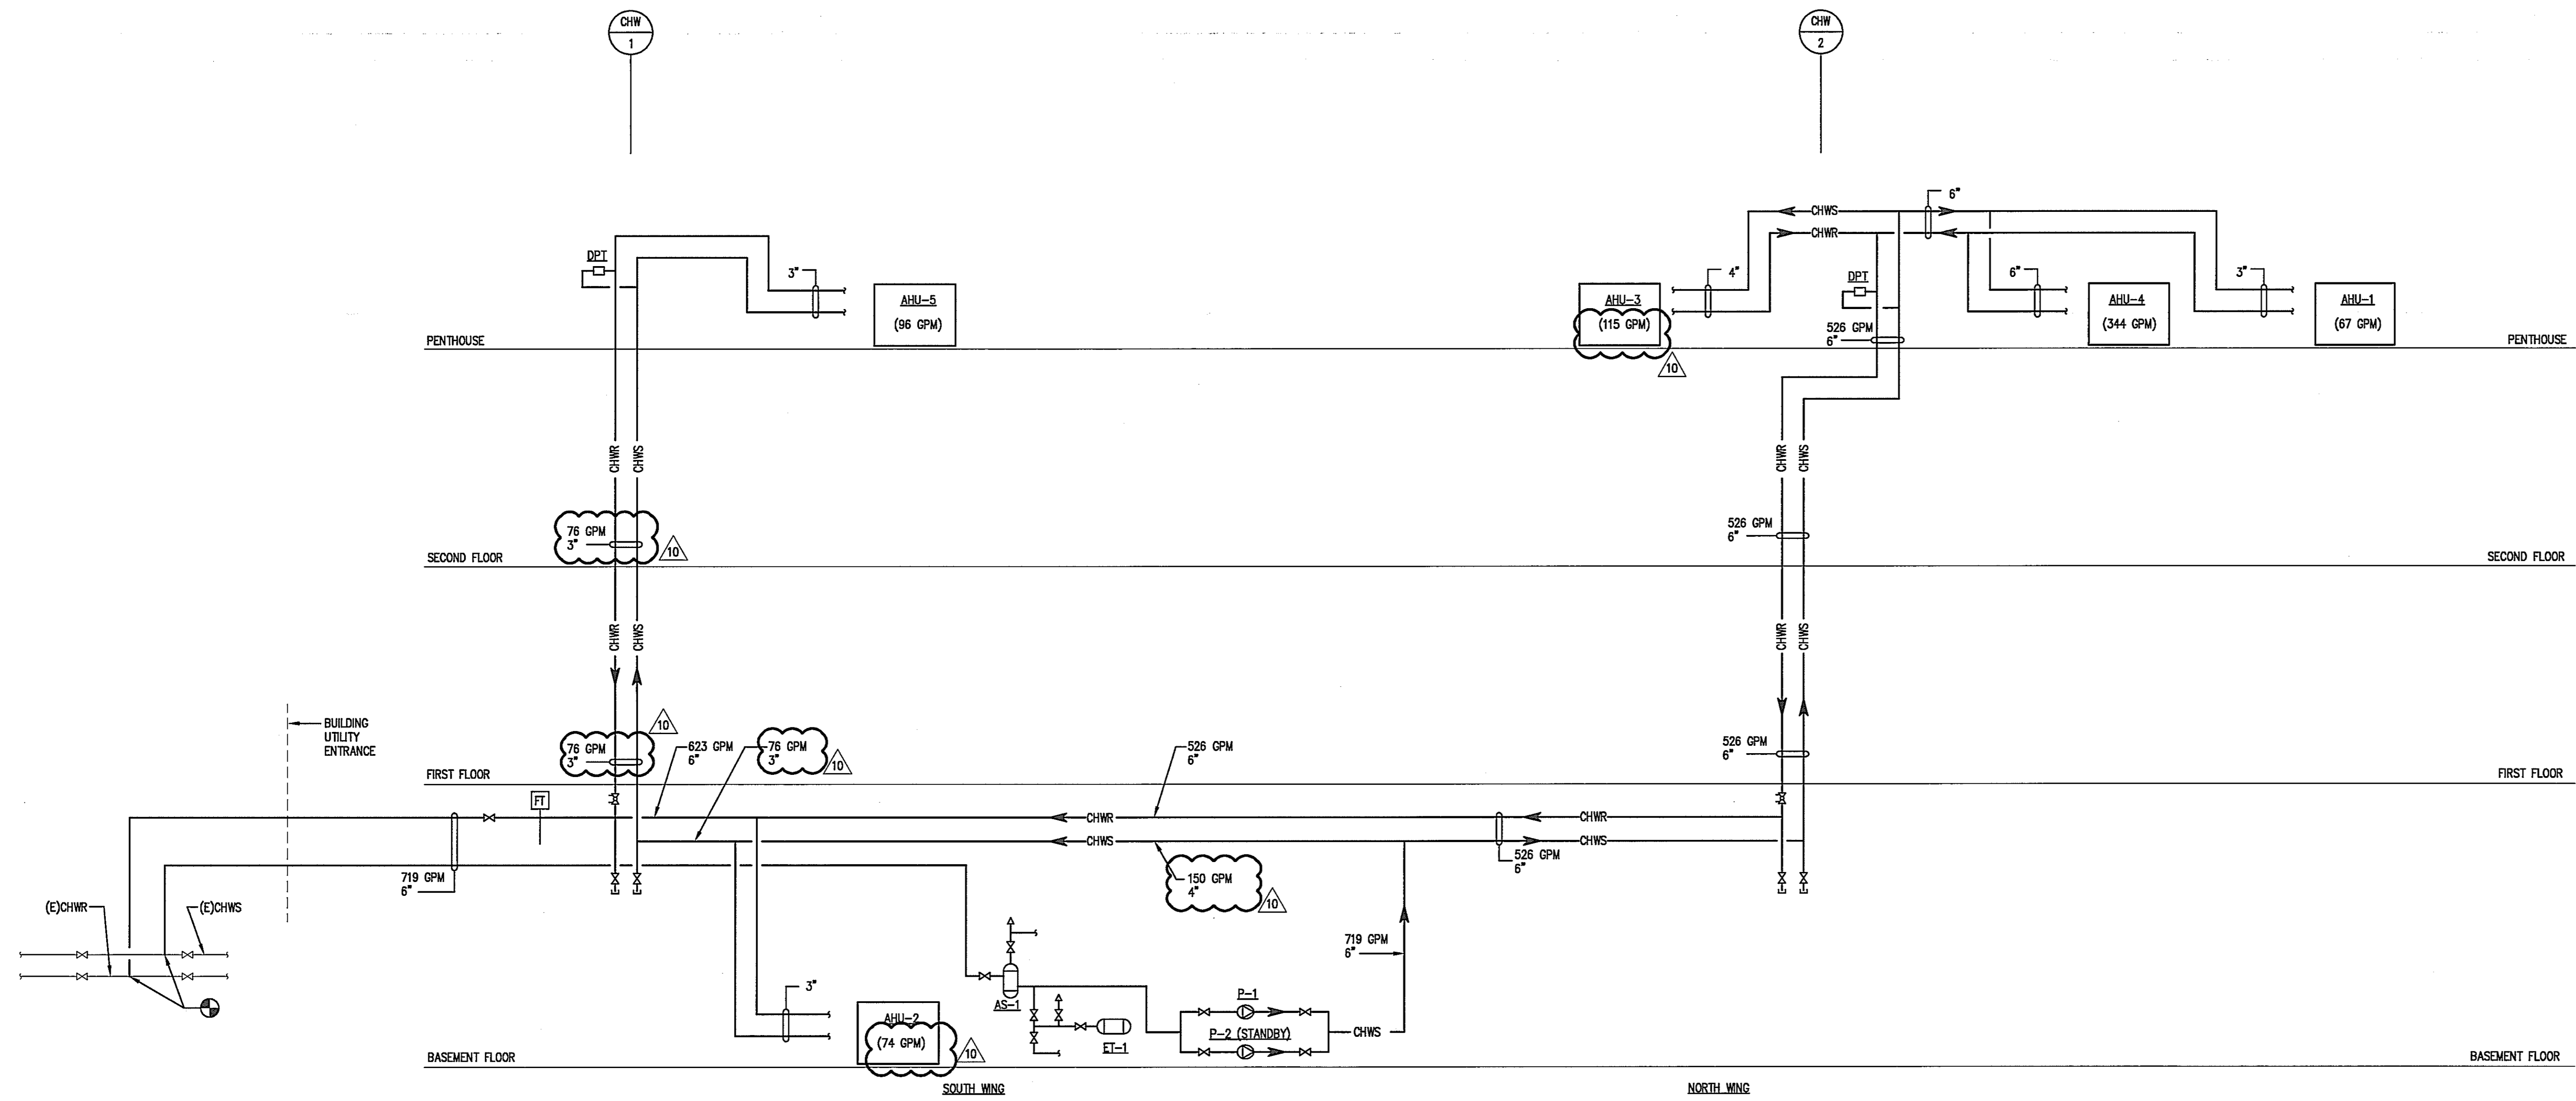 CHW
1
CHW
2
6"
CHWS
CHWR
DPT
3"
AHU-5
(96 GPM)
4"
AHU-3
(115 GPM)
10
DPT
526 GPM
6"
6"
AHU-4
(344 GPM)
3"
AHU-1
(67 GPM)
PENTHOUSE
PENTHOUSE
CHWR
CHWS
CHWR
CHWS
76 GPM
3"
10
526 GPM
6"
SECOND FLOOR
SECOND FLOOR
CHWR
CHWS
CHWR
CHWS
BUILDING
UTILITY
ENTRANCE
76 GPM
3"
10
623 GPM
6"
76 GPM
3"
10
526 GPM
6"
526 GPM
6"
FIRST FLOOR
FIRST FLOOR
FT
CHWR
CHWR
CHWS
CHWS
526 GPM
6"
719 GPM
6"
150 GPM
4"
10
(E)CHWR
(E)CHWS
719 GPM
6"
3"
AS-1
P-1
AHU-2
(74 GPM)
10
P-2 (STANDBY)
CHWS
ET-1
BASEMENT FLOOR
BASEMENT FLOOR
SOUTH WING
NORTH WING